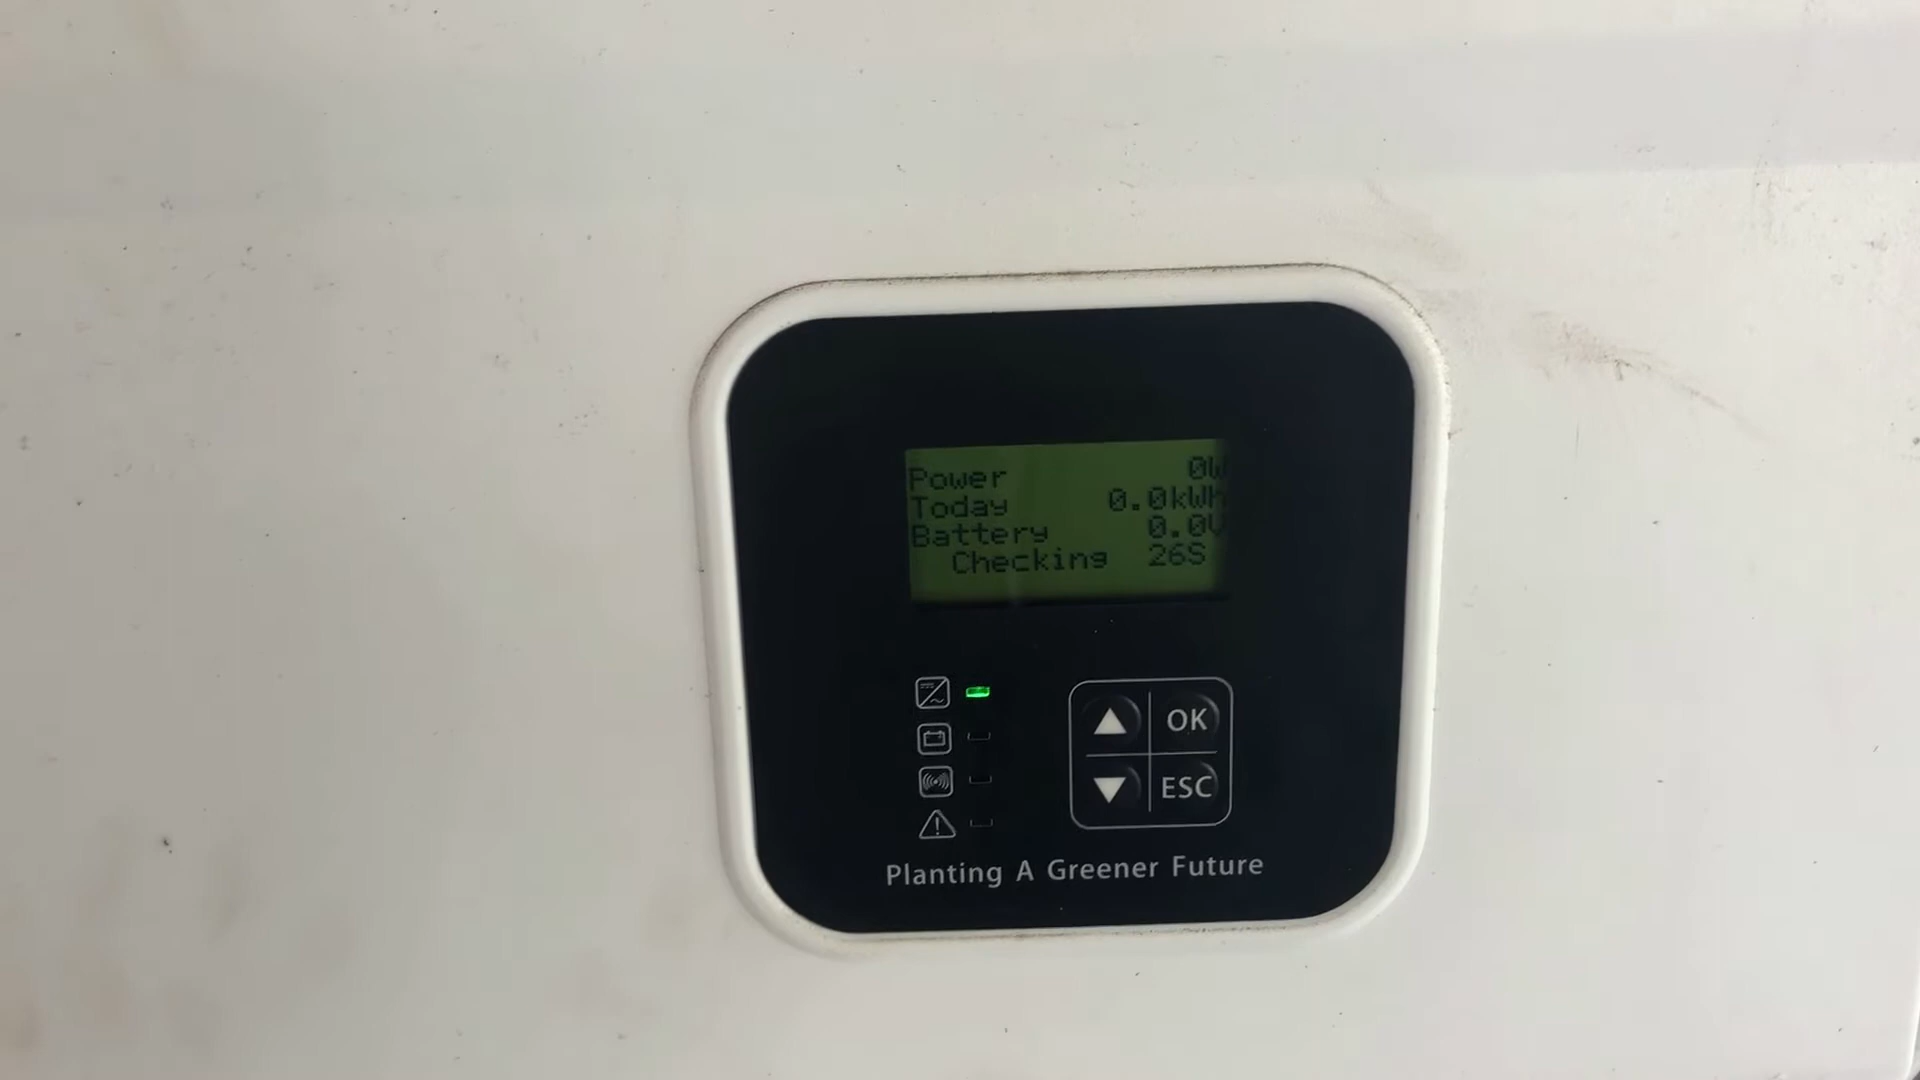 Power 0W
Today 0.0kWh
Battery 0.0V
Checking 26S
OK
ESC
Planting A Greener Future